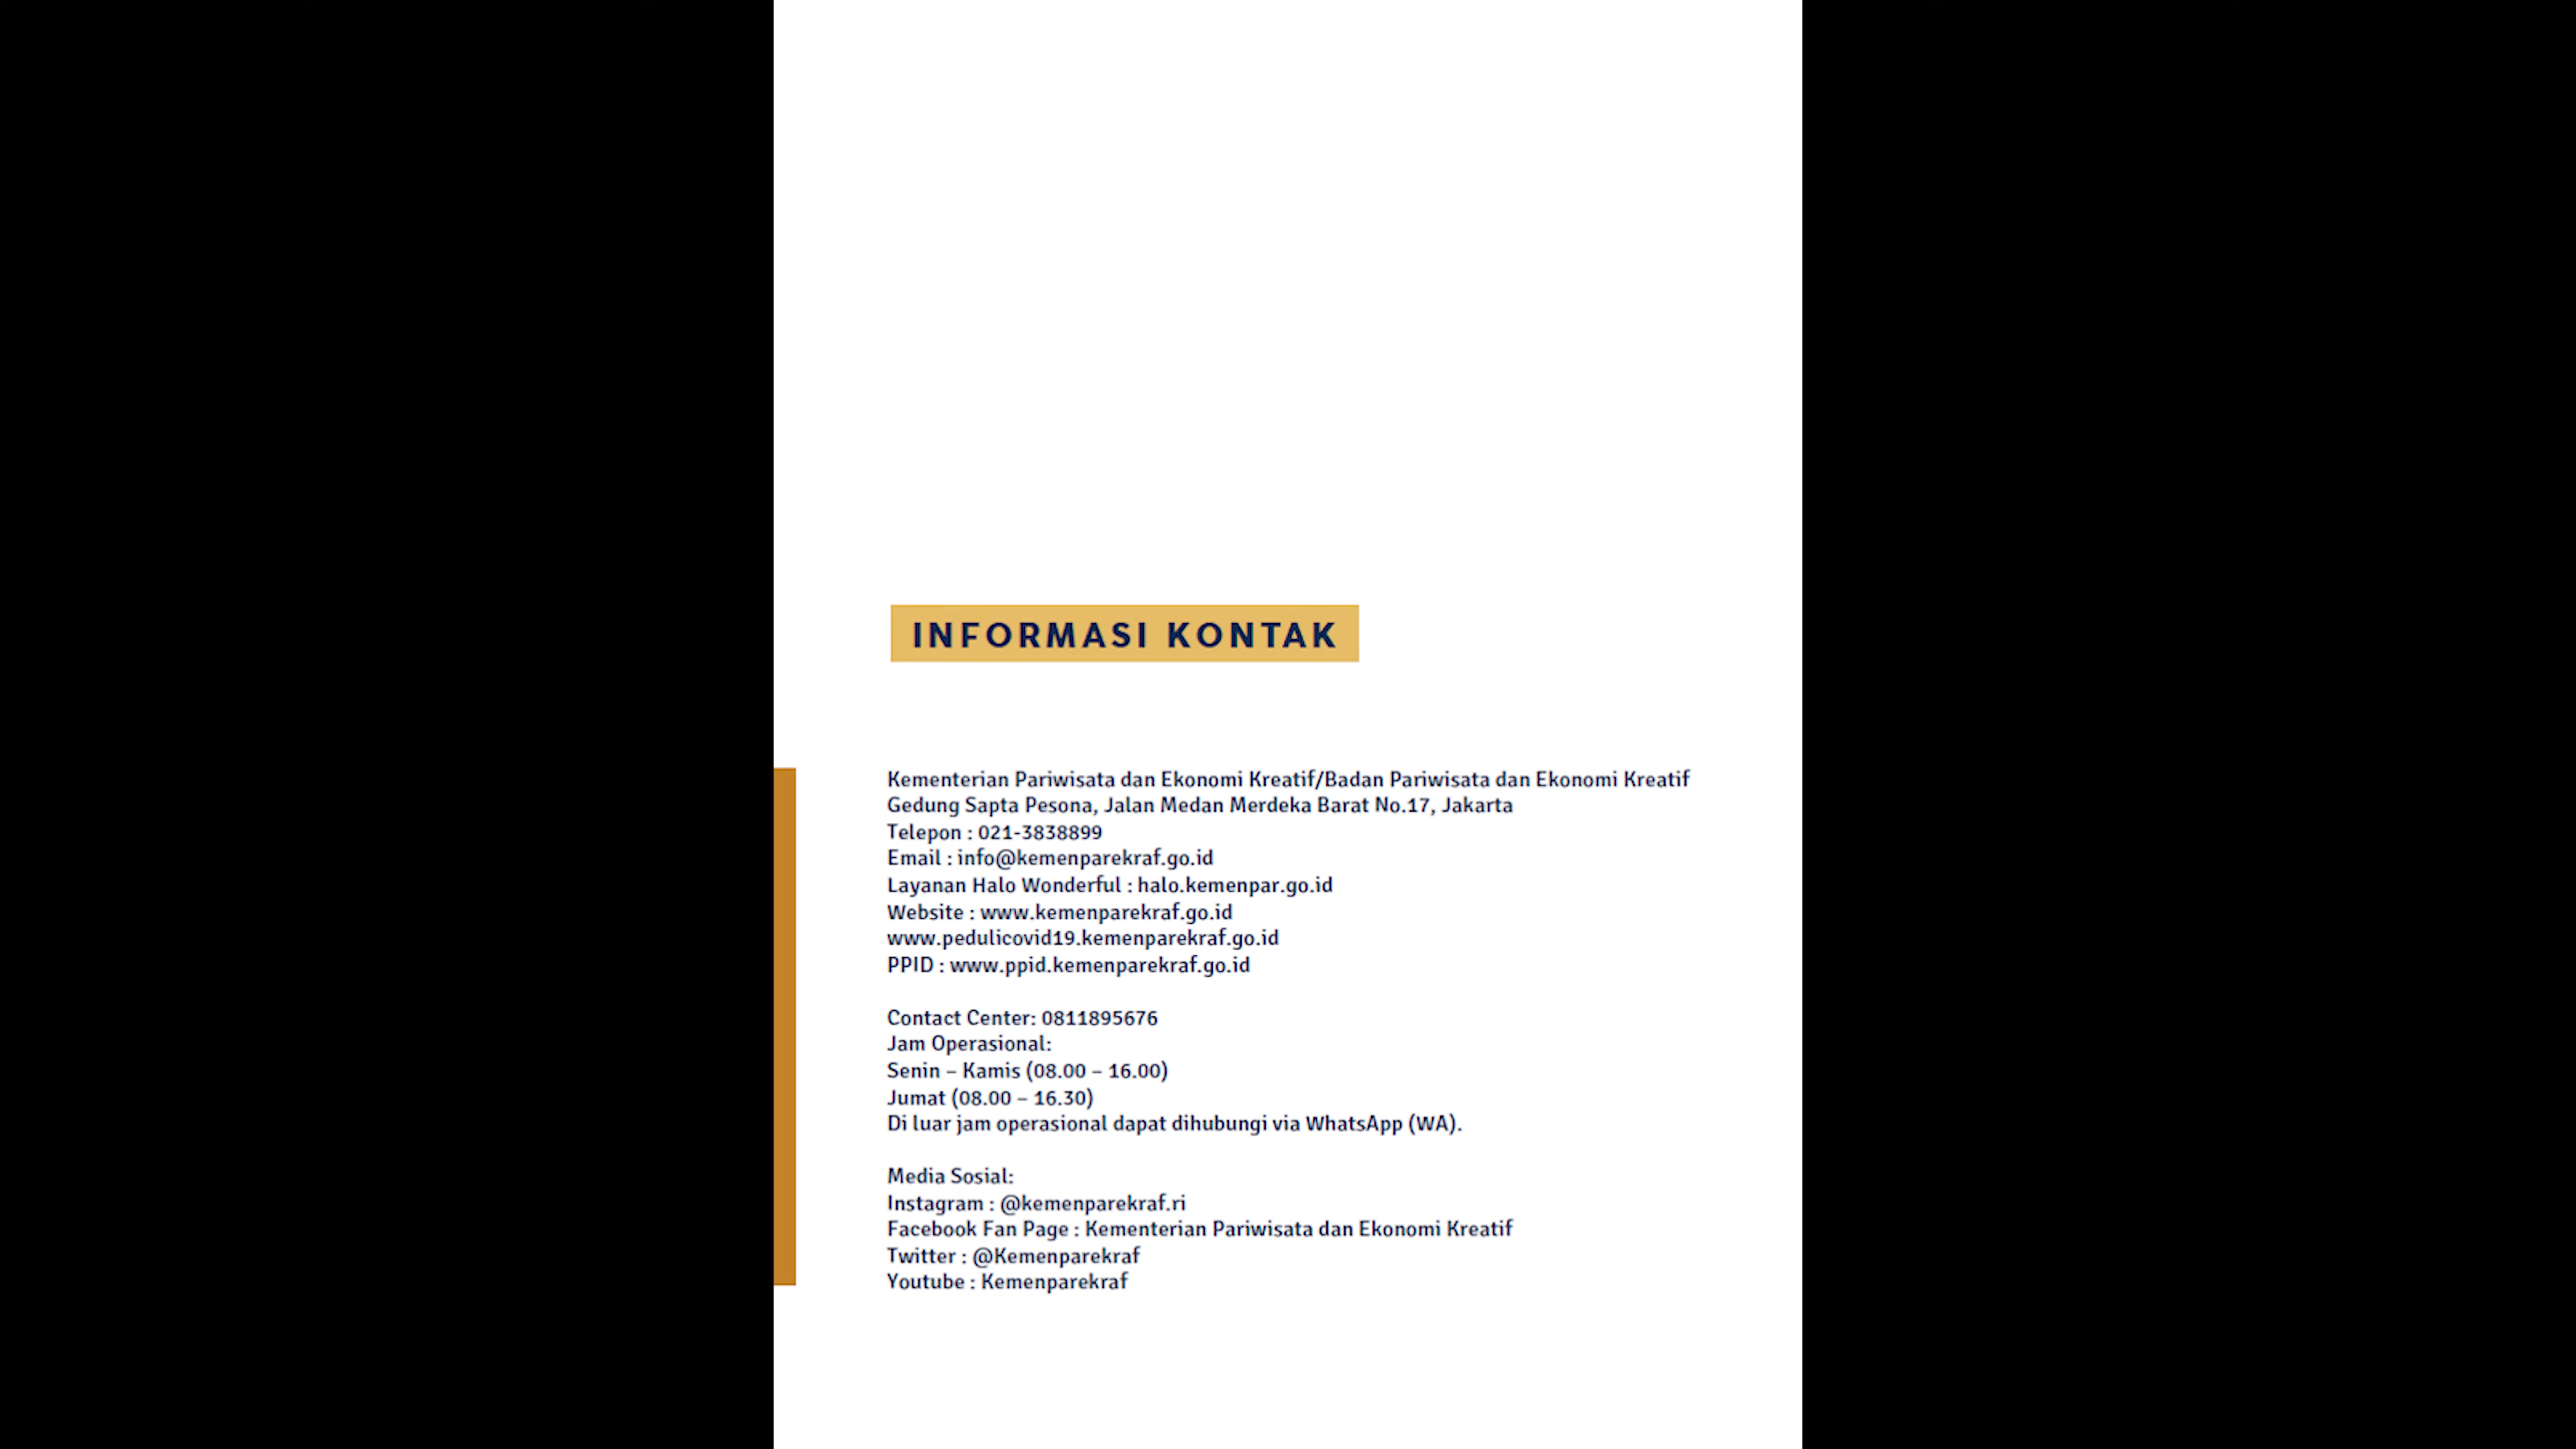 INFORMASI KONTAK
Kementerian Pariwisata dan Ekonomi Kreatif/Badan Pariwisata dan Ekonomi Kreatif
Gedung Sapta Pesona, Jalan Medan Merdeka Barat No.17, Jakarta
Telepon : 021-3838899
Email : info@kemenparekraf.go.id
Layanan Halo Wonderful : halo.kemenpar.go.id
Website : www.kemenparekraf.go.id
www.pedulicovid19.kemenparekraf.go.id
PPID : www.ppid.kemenparekraf.go.id
Contact Center: 0811895676
Jam Operasional:
Senin – Kamis (08.00 – 16.00)
Jumat (08.00 – 16.30)
Di luar jam operasional dapat dihubungi via WhatsApp (WA).
Media Sosial:
Instagram : @kemenparekraf.ri
Facebook Fan Page : Kementerian Pariwisata dan Ekonomi Kreatif
Twitter : @Kemenparekraf
Youtube : Kemenparekraf